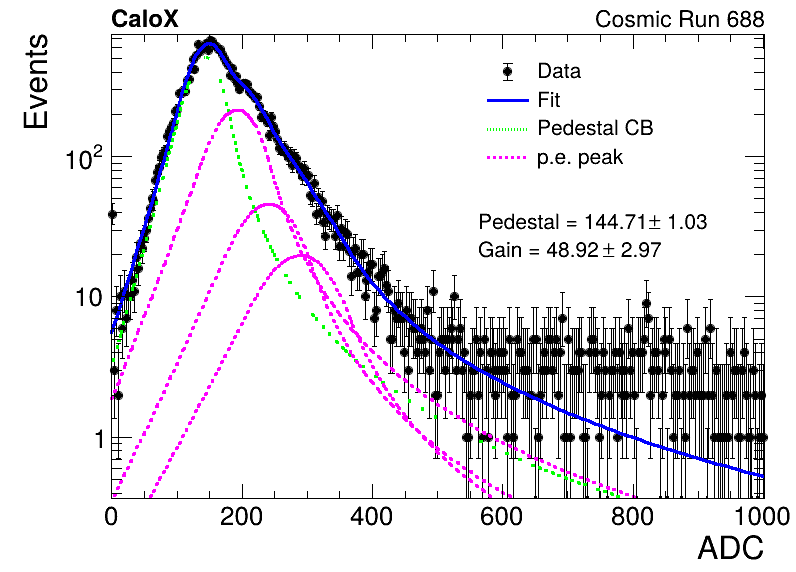 CaloX Cosmic Run 688
Events
Data
Fit
Pedestal CB
p.e. peak
Pedestal = 144.71± 1.03
Gain = 48.92 ± 2.97
10²
10
1
0 200 400 600 800 1000
ADC